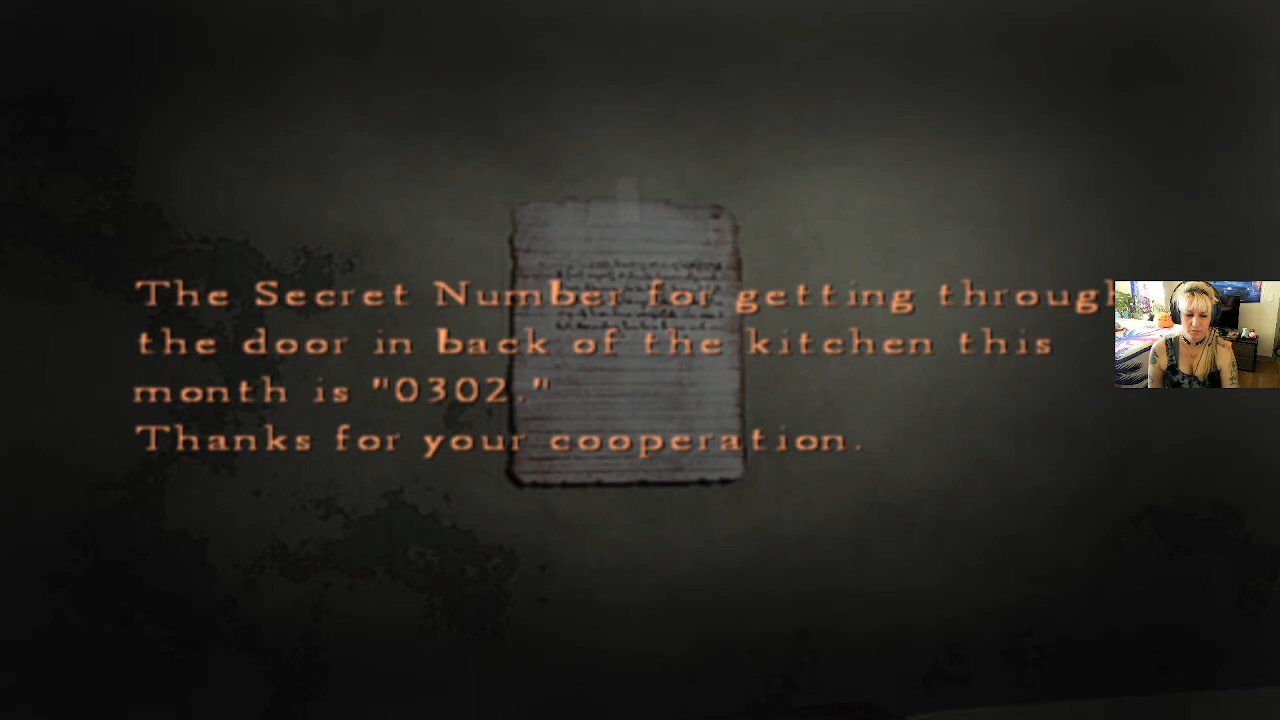 The Secret Number for getting through
the door in back of the kitchen this
month is "0302."
Thanks for your cooperation.